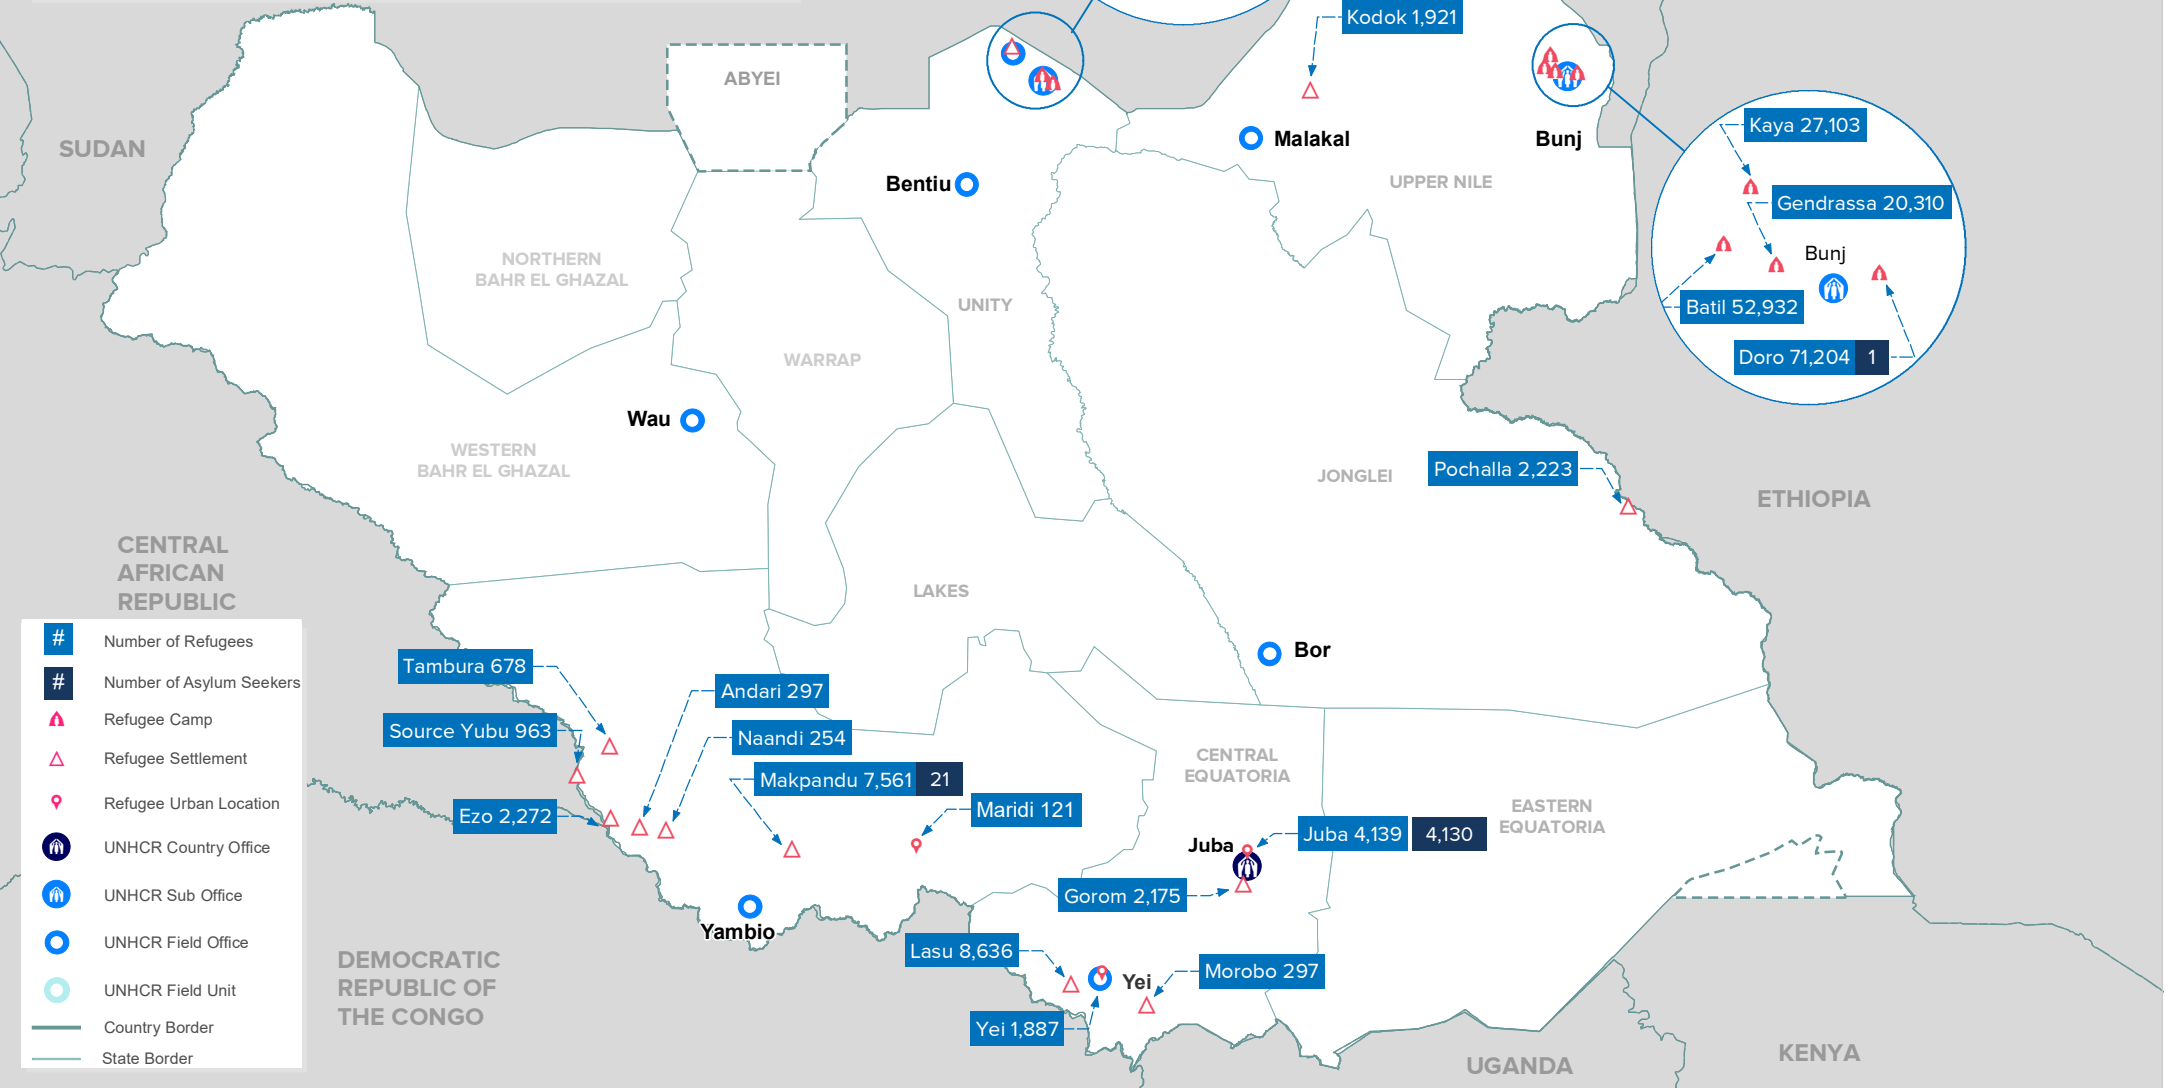 Kodok 1,921
ABYEI
SUDAN
Malakal
Bunj
Kaya 27,103
Bentiu
UPPER NILE
Gendrassa 20,310
Bunj
NORTHERN
BAHR EL GHAZAL
UNITY
Batil 52,932
WARRAP
Doro 71,204 1
Wau
WESTERN
BAHR EL GHAZAL
JONGLEI
Pochalla 2,223
ETHIOPIA
CENTRAL
AFRICAN
REPUBLIC
LAKES
Bor
Tambura 678
Andari 297
Source Yubu 963
Naandi 254
CENTRAL
EQUATORIA
Makpandu 7,561 21
Maridi 121
EASTERN
EQUATORIA
Ezo 2,272
Juba
Juba 4,139 4,130
Gorom 2,175
Yambio
Lasu 8,636
Yei
Morobo 297
Yei 1,887
DEMOCRATIC
REPUBLIC OF
THE CONGO
UGANDA
KENYA
# Number of Refugees
# Number of Asylum Seekers
Refugee Camp
Refugee Settlement
Refugee Urban Location
UNHCR Country Office
UNHCR Sub Office
UNHCR Field Office
UNHCR Field Unit
Country Border
State Border